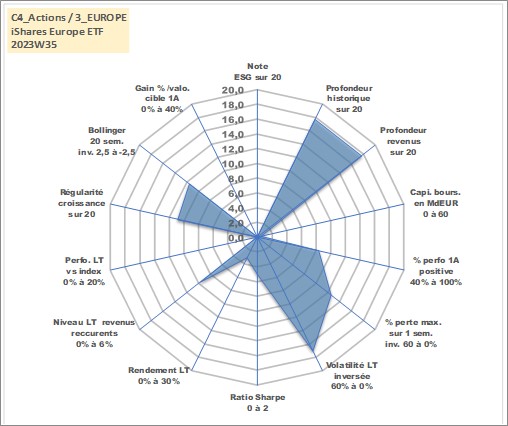 C4_Actions / 3_EUROPE
iShares Europe ETF
2023W35
Note
ESG sur 20
Profondeur
historique
sur 20
Profondeur
revenus
sur 20
Capi. bours.
en MdEUR
0 à 60
% perfo 1A
positive
40% à 100%
% perte max.
sur 1 sem.
inv. 60 à 0%
Volatilité LT
inversée
60% à 0%
Ratio Sharpe
0 à 2
Rendement LT
0% à 30%
Niveau LT revenus
reccurents
0% à 6%
Perfo. LT
vs index
0% à 20%
Régularité
croissance
sur 20
Bollinger
20 sem.
inv. 2,5 à -2,5
Gain % /valo.
cible 1A
0% à 40%
20,0
18,0
16,0
14,0
12,0
10,0
8,0
6,0
4,0
2,0
0,0